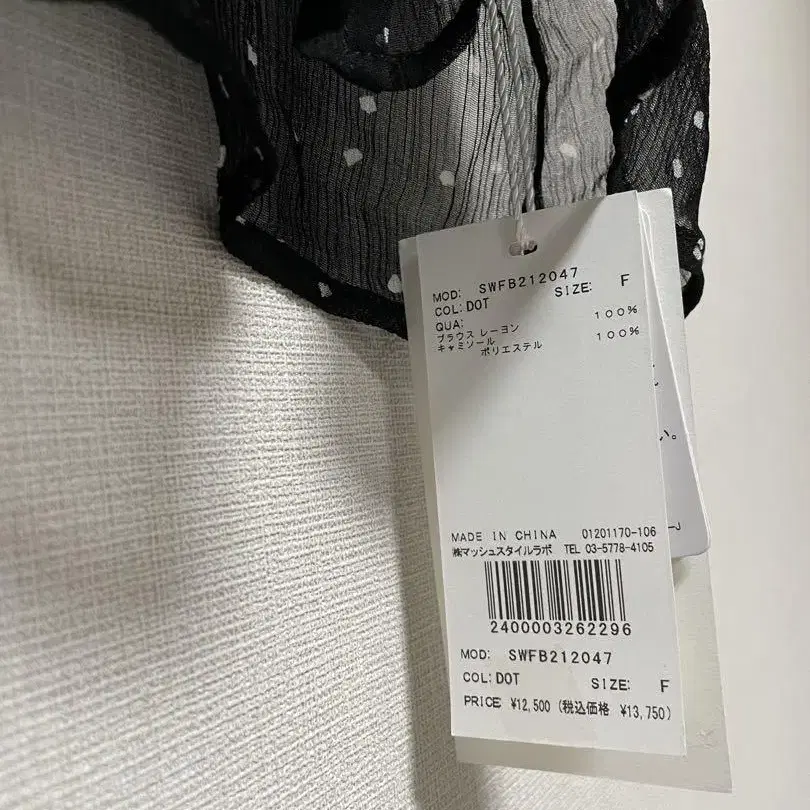 MOD: SWFB212047
COL: DOT SIZE: F
QUA:
ブラウス レーヨン 100%
キャミソール
ポリエステル 100%
い。
MADE IN CHINA 01201170-106
㈱マッシュスタイルラボ TEL 03-5778-4105
2400003262296
MOD: SWFB212047
COL: DOT SIZE: F
PRICE ¥12,500 (税込価格 ¥13,750)